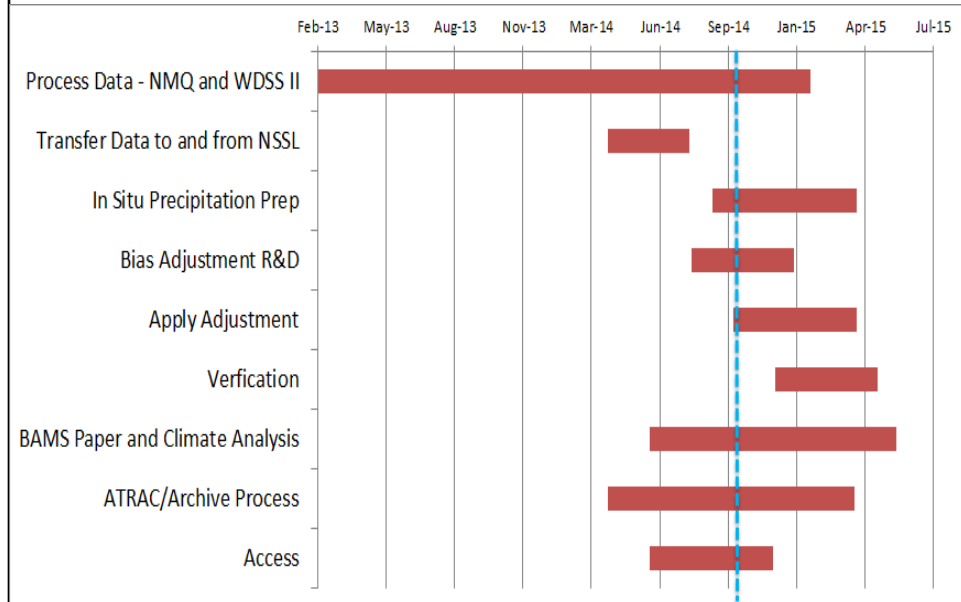 Feb-13 May-13 Aug-13 Nov-13 Mar-14 Jun-14 Sep-14 Jan-15 Apr-15 Jul-15
Process Data - NMQ and WDSS II
Transfer Data to and from NSSL
In Situ Precipitation Prep
Bias Adjustment R&D
Apply Adjustment
Verfication
BAMS Paper and Climate Analysis
ATRAC/Archive Process
Access